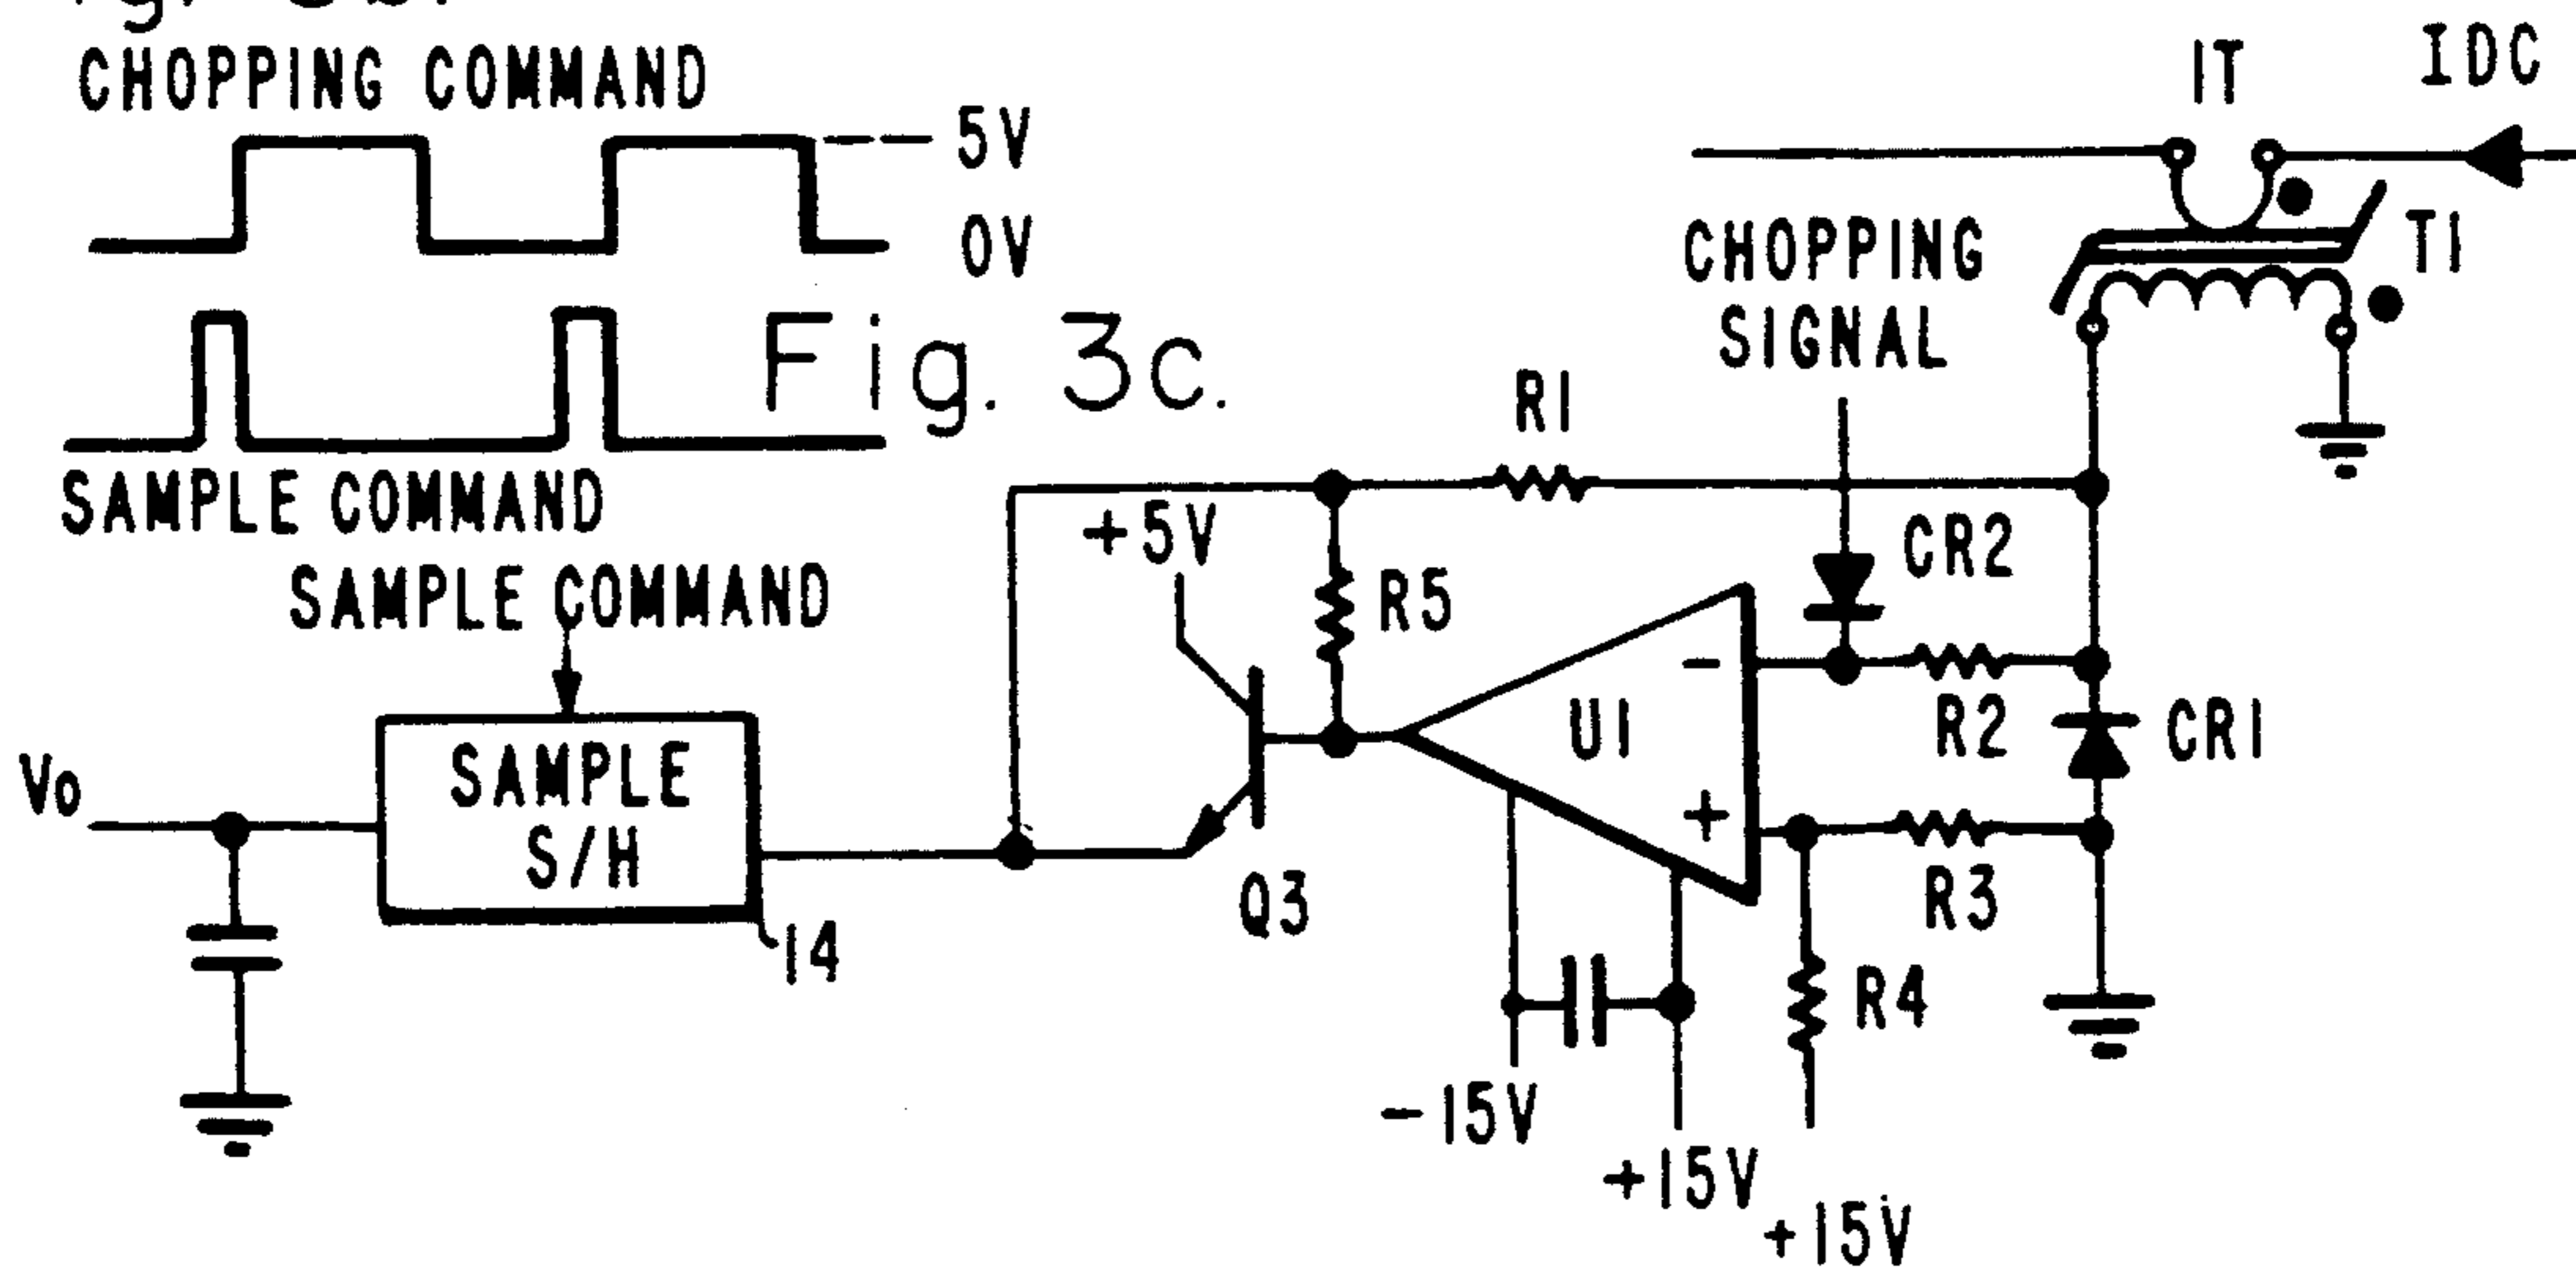 CHOPPING COMMAND
5V
0V
Fig. 3c.
SAMPLE COMMAND
SAMPLE COMMAND
SAMPLE
S/H
14
Vo
1T
IDC
T1
CHOPPING
SIGNAL
R1
+5V
R5
CR2
Q3
U1
-
+
R2
CR1
R3
R4
-15V
+15V
+15V